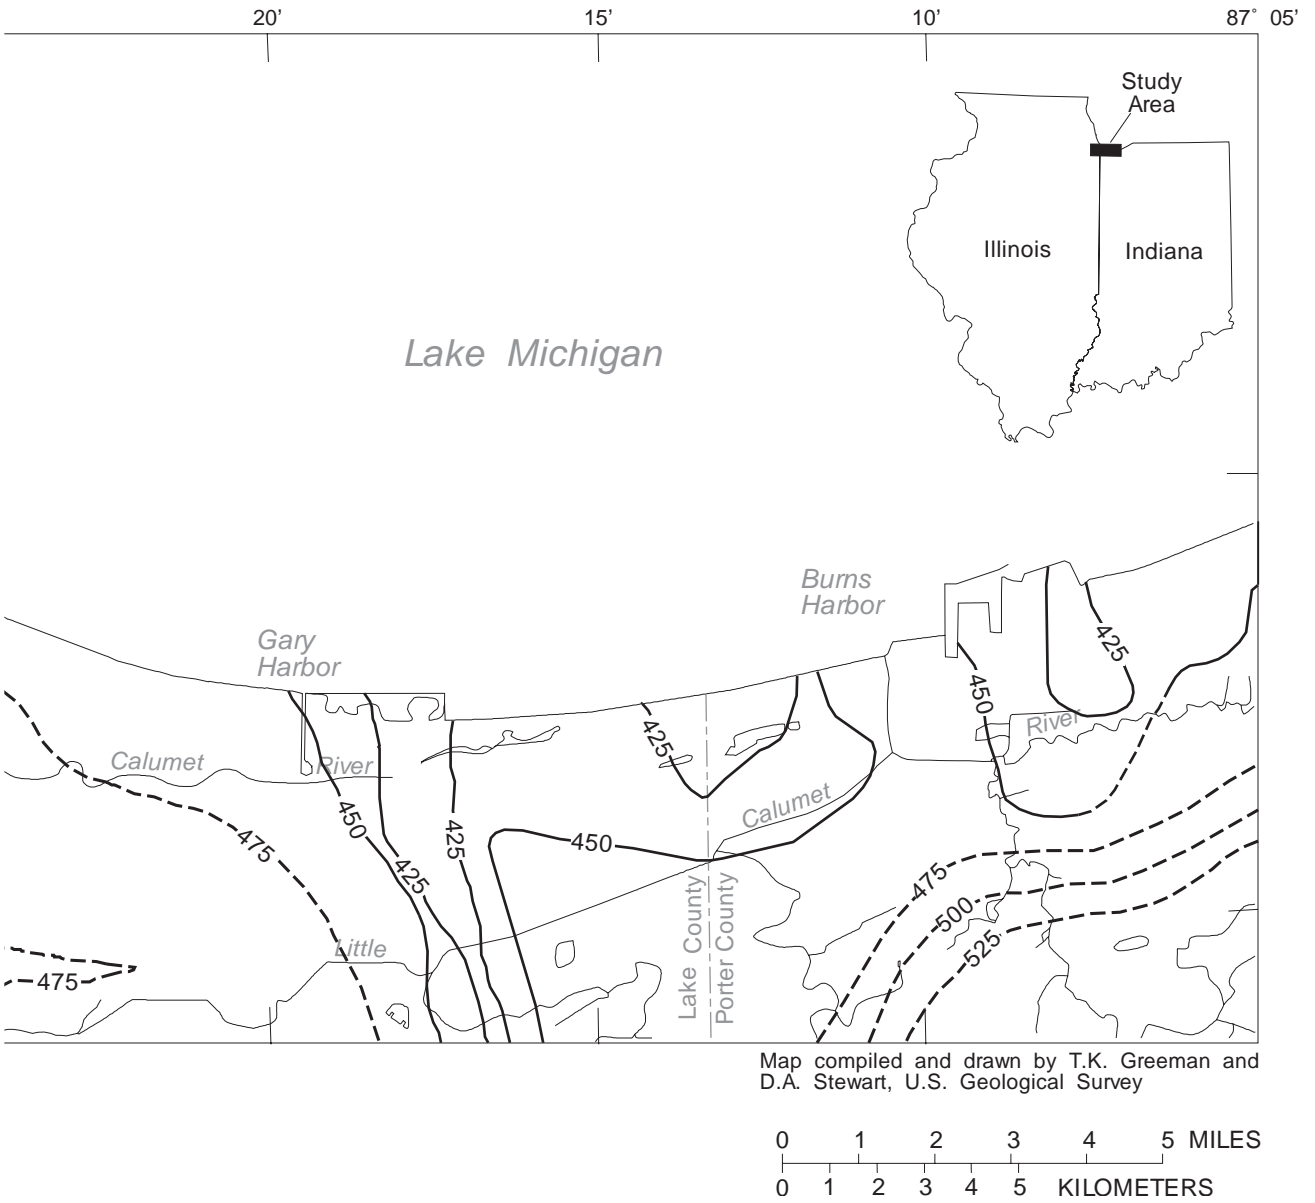 20' 15' 10' 87° 05'
Study
Area
Illinois Indiana
Lake Michigan
Burns
Harbor
Gary
Harbor
425
450
River
425
Calumet River
Calumet
450
425
450
475
425
475
500
525
Lake County
Porter County
Little
475
Map compiled and drawn by T.K. Greeman and
D.A. Stewart, U.S. Geological Survey
0 1 2 3 4 5 MILES
0 1 2 3 4 5 KILOMETERS